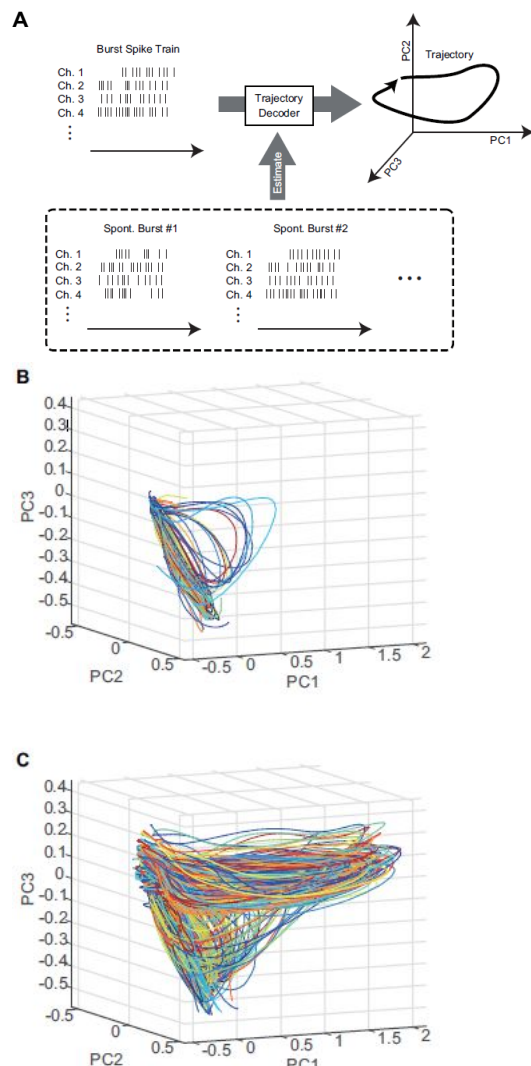 A
Burst Spike Train
Ch. 1
Ch. 2
Ch. 3
Ch. 4
Trajectory
Decoder
Estimate
PC2
Trajectory
PC1
PC3
Spont. Burst #1
Spont. Burst #2
Ch. 1
Ch. 2
Ch. 3
Ch. 4
Ch. 1
Ch. 2
Ch. 3
Ch. 4
B
0.4
0.3
0.2
0.1
0
-0.1
-0.2
-0.3
-0.4
-0.5
PC3
-0.5
0
0.5
PC2
-0.5
0
0.5
1
1.5
2
PC1
C
0.4
0.3
0.2
0.1
0
-0.1
-0.2
-0.3
-0.4
-0.5
PC3
-0.5
0
0.5
PC2
-0.5
0
0.5
1
1.5
2
PC1